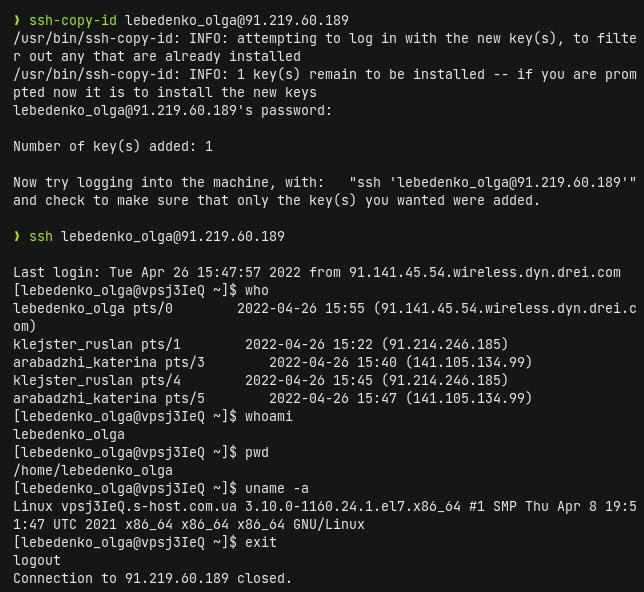 ❱ ssh-copy-id lebedenko_olga@91.219.60.189
/usr/bin/ssh-copy-id: INFO: attempting to log in with the new key(s), to filte
r out any that are already installed
/usr/bin/ssh-copy-id: INFO: 1 key(s) remain to be installed -- if you are prom
pted now it is to install the new keys
lebedenko_olga@91.219.60.189's password:
Number of key(s) added: 1
Now try logging into the machine, with:   "ssh 'lebedenko_olga@91.219.60.189'"
and check to make sure that only the key(s) you wanted were added.
❱ ssh lebedenko_olga@91.219.60.189
Last login: Tue Apr 26 15:47:57 2022 from 91.141.45.54.wireless.dyn.drei.com
[lebedenko_olga@vpsj3IeQ ~]$ who
lebedenko_olga pts/0        2022-04-26 15:55 (91.141.45.54.wireless.dyn.drei.c
om)
klejster_ruslan pts/1        2022-04-26 15:22 (91.214.246.185)
arabadzhi_katerina pts/3        2022-04-26 15:40 (141.105.134.99)
klejster_ruslan pts/4        2022-04-26 15:45 (91.214.246.185)
arabadzhi_katerina pts/5        2022-04-26 15:47 (141.105.134.99)
[lebedenko_olga@vpsj3IeQ ~]$ whoami
lebedenko_olga
[lebedenko_olga@vpsj3IeQ ~]$ pwd
/home/lebedenko_olga
[lebedenko_olga@vpsj3IeQ ~]$ uname -a
Linux vpsj3IeQ.s-host.com.ua 3.10.0-1160.24.1.el7.x86_64 #1 SMP Thu Apr 8 19:5
1:47 UTC 2021 x86_64 x86_64 x86_64 GNU/Linux
[lebedenko_olga@vpsj3IeQ ~]$ exit
logout
Connection to 91.219.60.189 closed.